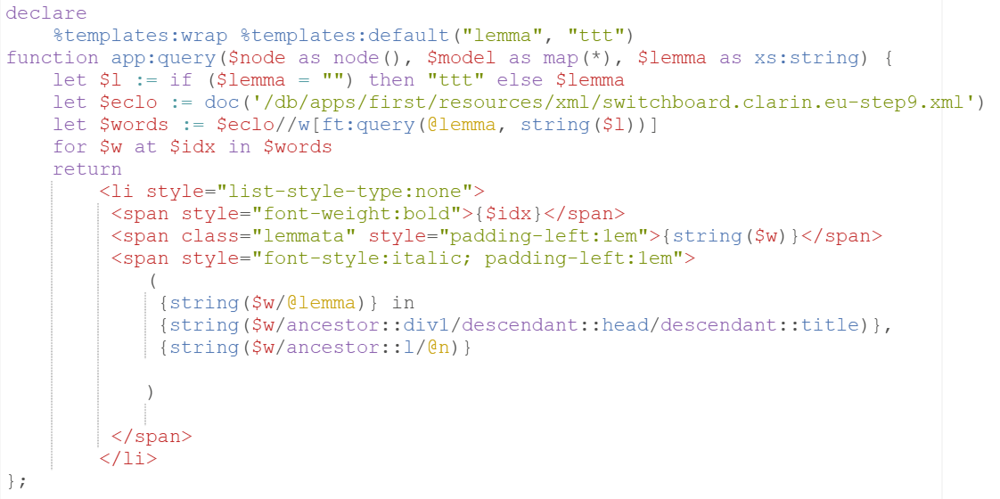 declare
    %templates:wrap %templates:default("lemma", "ttt")
function app:query($node as node(), $model as map(*), $lemma as xs:string) {
    let $l := if ($lemma = "") then "ttt" else $lemma
    let $eclo := doc('/db/apps/first/resources/xml/switchboard.clarin.eu-step9.xml')
    let $words := $eclo//w[ft:query(@lemma, string($l))]
    for $w at $idx in $words
    return
        <li style="list-style-type:none">
         <span style="font-weight:bold">{$idx}</span>
         <span class="lemmata" style="padding-left:1em">{string($w)}</span>
         <span style="font-style:italic; padding-left:1em">
            (
             {string($w/@lemma)} in
             {string($w/ancestor::div1/descendant::head/descendant::title)},
             {string($w/ancestor::l/@n)}
            )
         </span>
        </li>
};